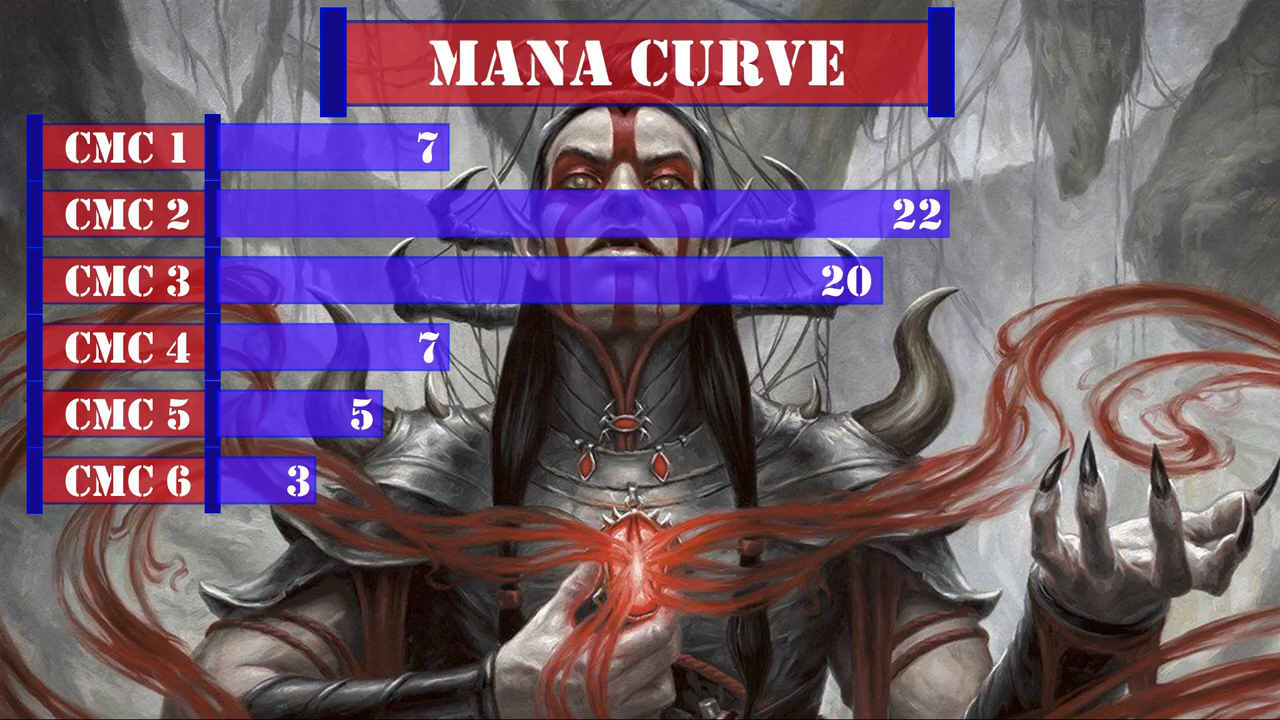 MANA CURVE
CMC 1 7
CMC 2 22
CMC 3 20
CMC 4 7
CMC 5 5
CMC 6 3